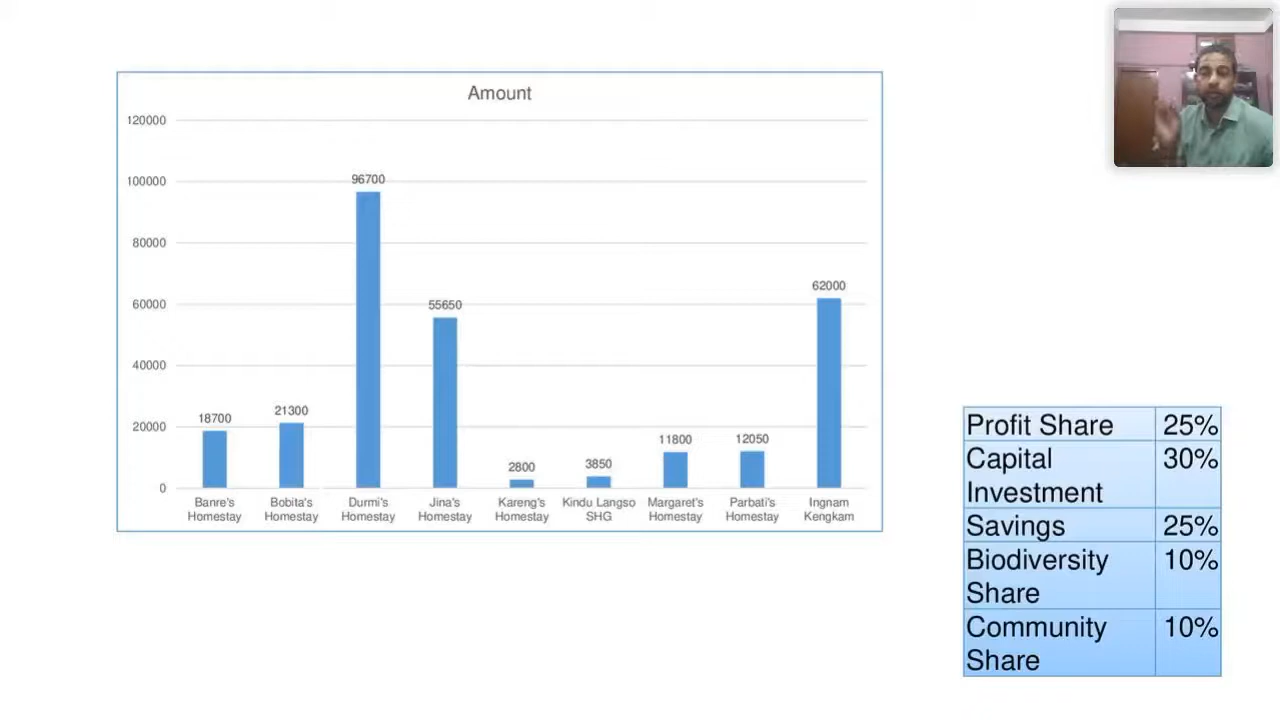 Amount
120000
100000
80000
60000
40000
20000
0
18700
21300
96700
55650
2800
3850
11800
12050
62000
Banre's Homestay
Bobita's Homestay
Durmi's Homestay
Jina's Homestay
Kareng's Homestay
Kindu Langso SHG
Margaret's Homestay
Parbati's Homestay
Ingnam Kengkam
Profit Share 25%
Capital 30%
Investment
Savings 25%
Biodiversity 10%
Share
Community 10%
Share